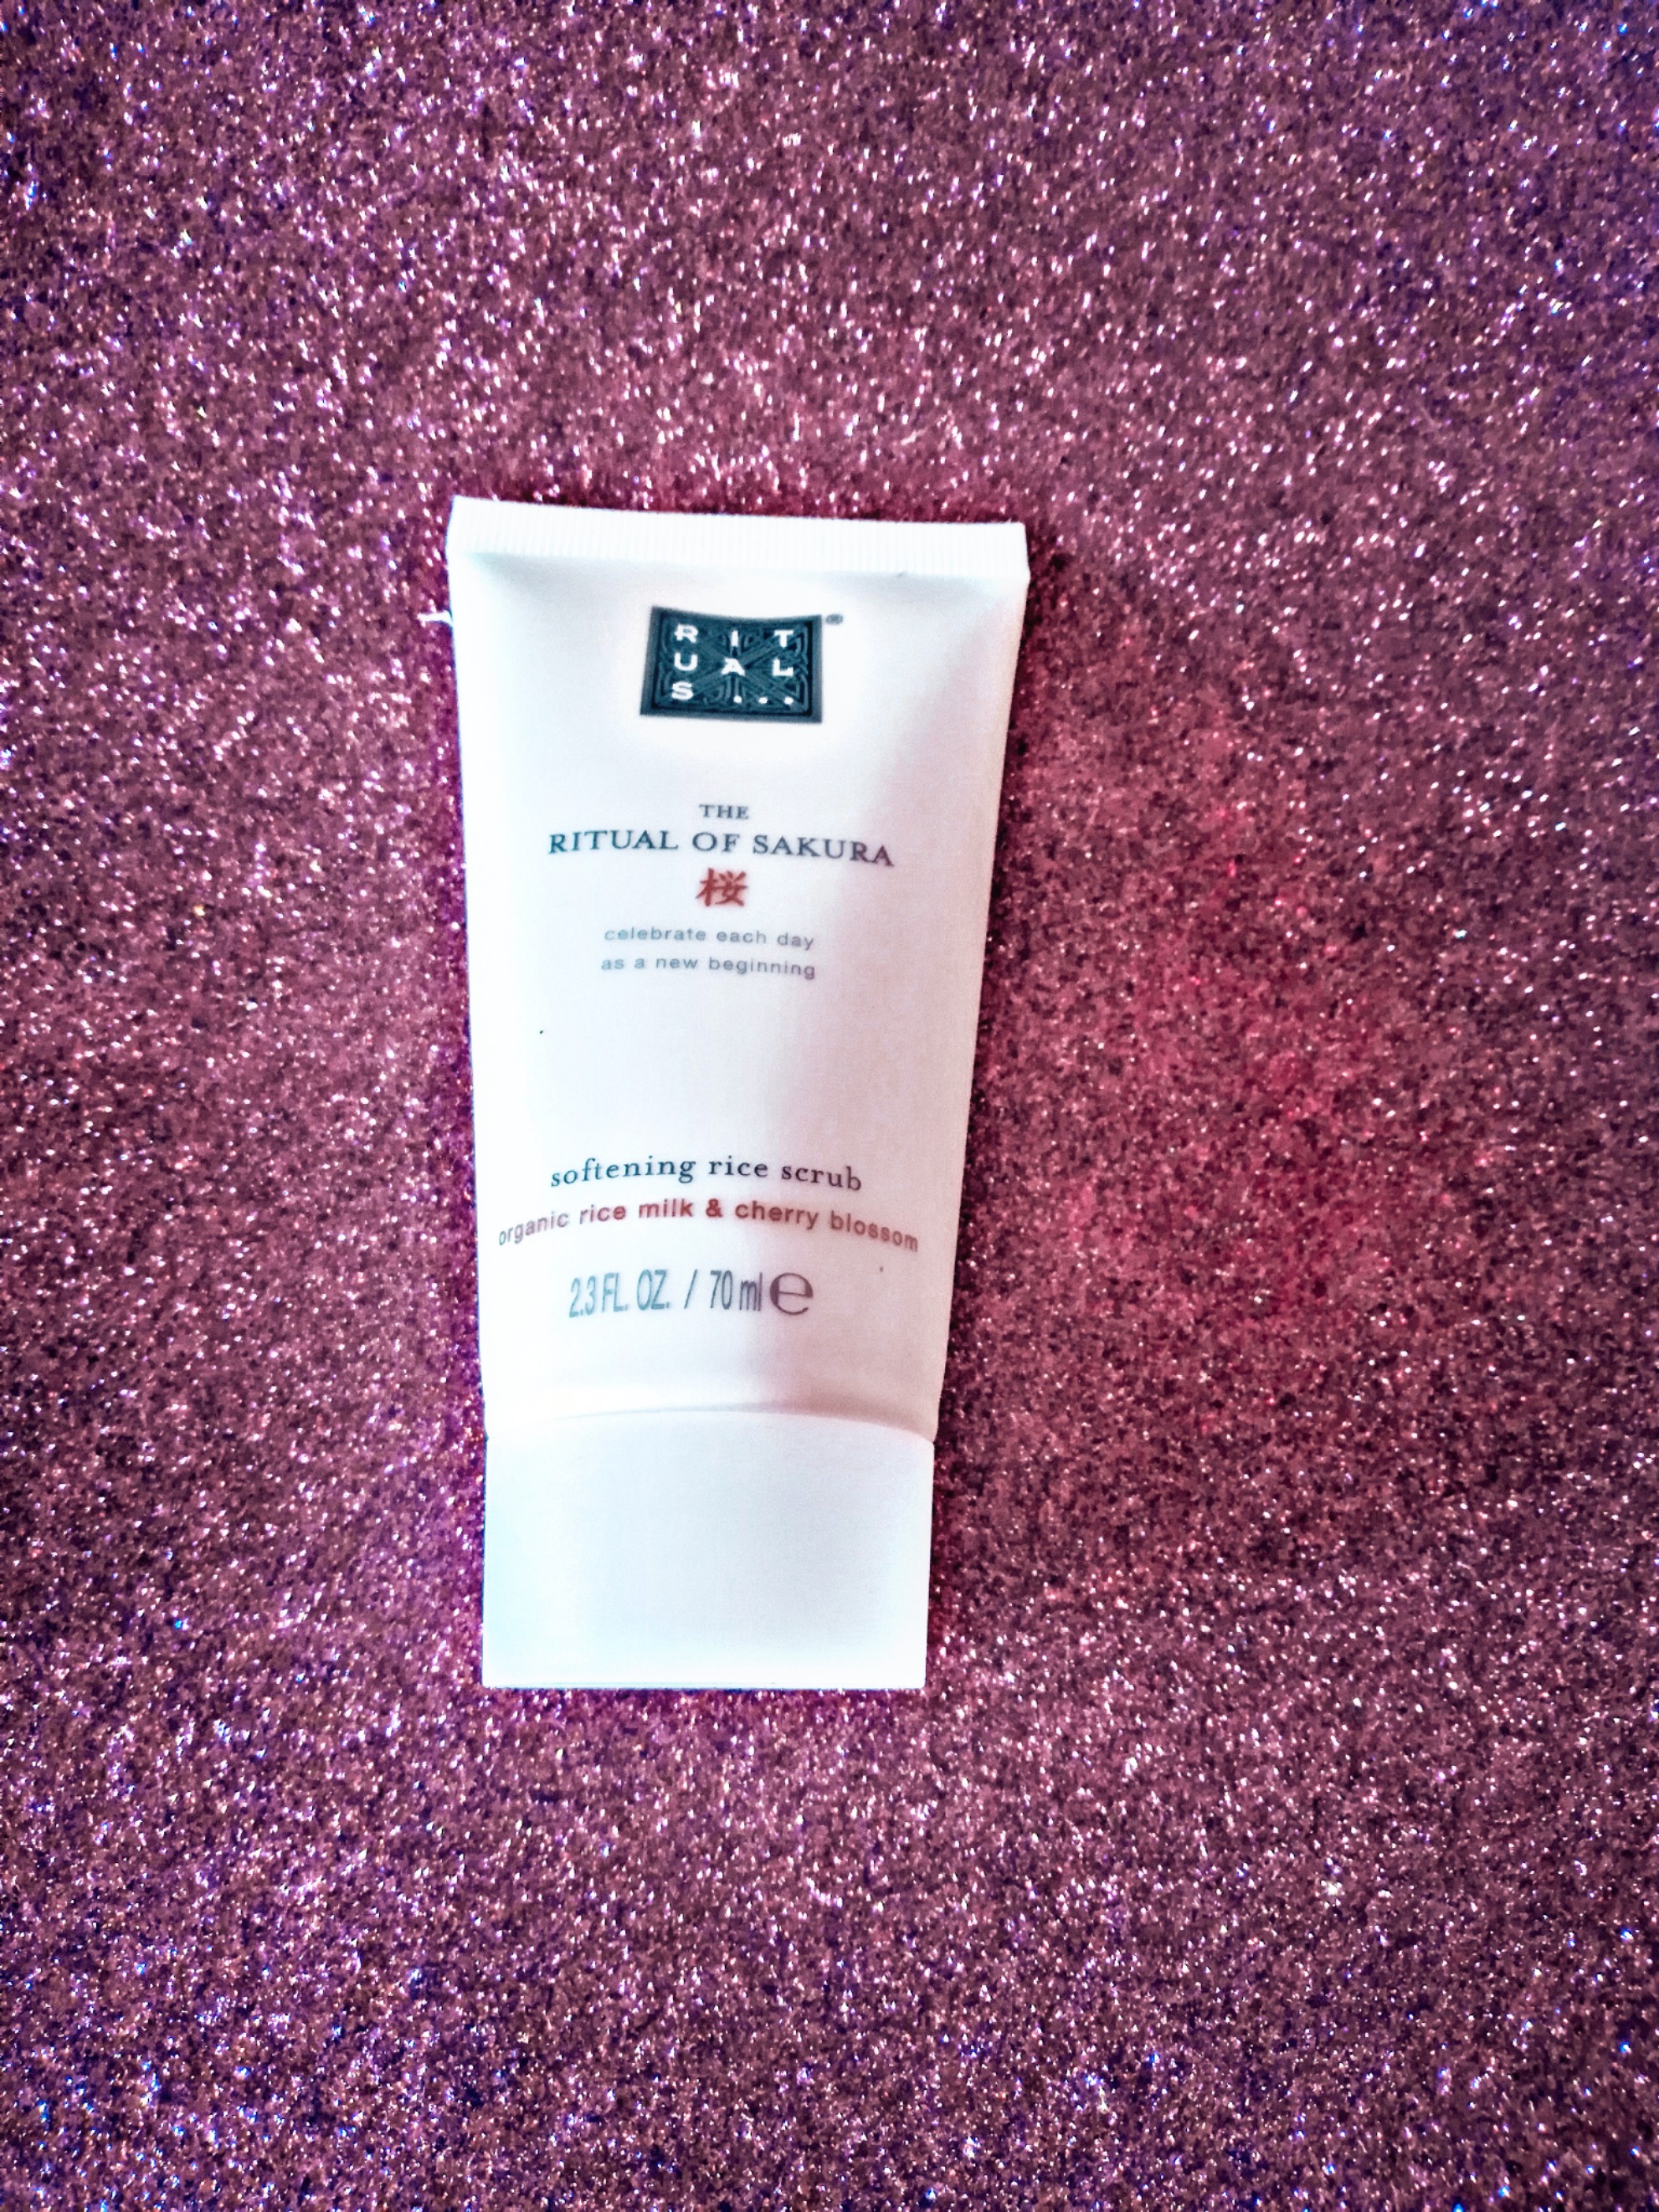 RIT
UAL
S...®
THE
RITUAL OF SAKURA
桜
celebrate each day
as a new beginning
softening rice scrub
organic rice milk & cherry blossom
2.3 FL. OZ. / 70 ml ℮